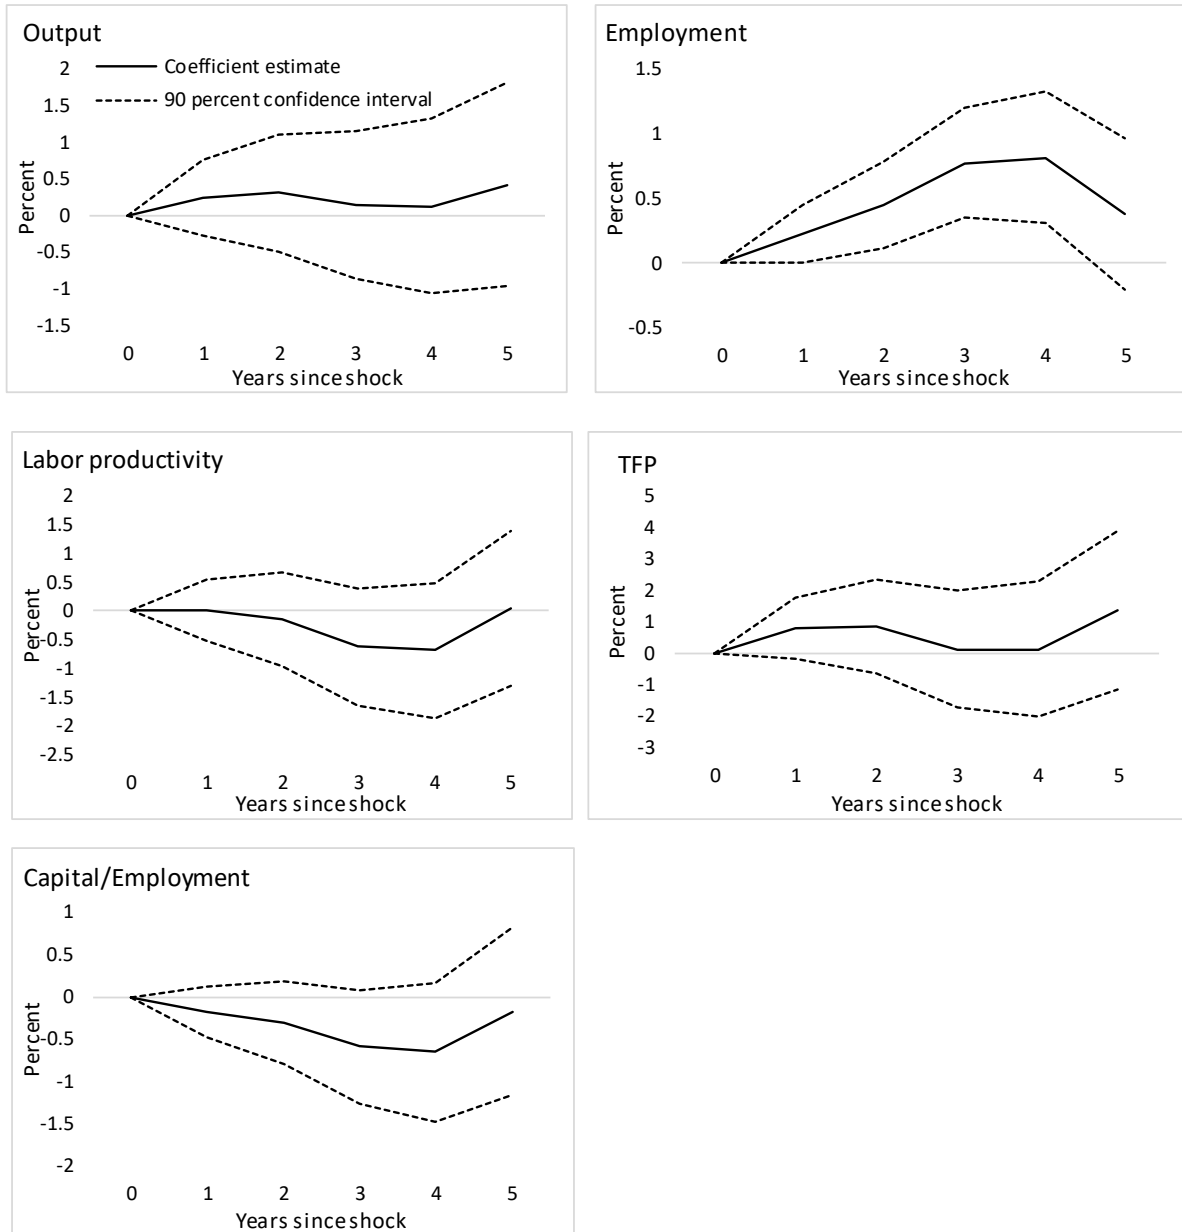 Output
Coefficient estimate
90 percent confidence interval
2
1.5
1
0.5
0
-0.5
-1
-1.5
Percent
0 1 2 3 4 5
Years since shock
Employment
1.5
1
0.5
0
-0.5
Percent
0 1 2 3 4 5
Years since shock
Labor productivity
2
1.5
1
0.5
0
-0.5
-1
-1.5
-2
-2.5
Percent
0 1 2 3 4 5
Years since shock
TFP
5
4
3
2
1
0
-1
-2
-3
Percent
0 1 2 3 4 5
Years since shock
Capital/Employment
1
0.5
0
-0.5
-1
-1.5
-2
Percent
0 1 2 3 4 5
Years since shock